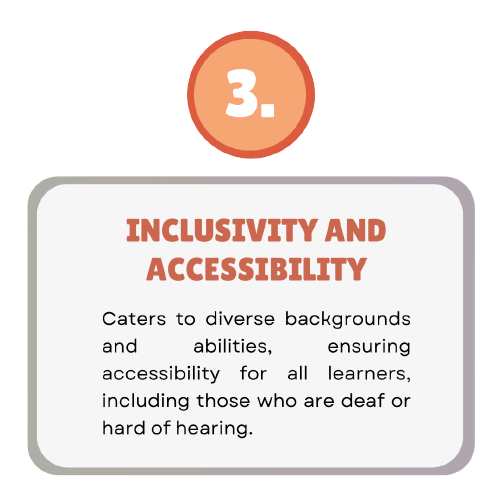 3.
INCLUSIVITY AND
ACCESSIBILITY
Caters to diverse backgrounds
and abilities, ensuring
accessibility for all learners,
including those who are deaf or
hard of hearing.